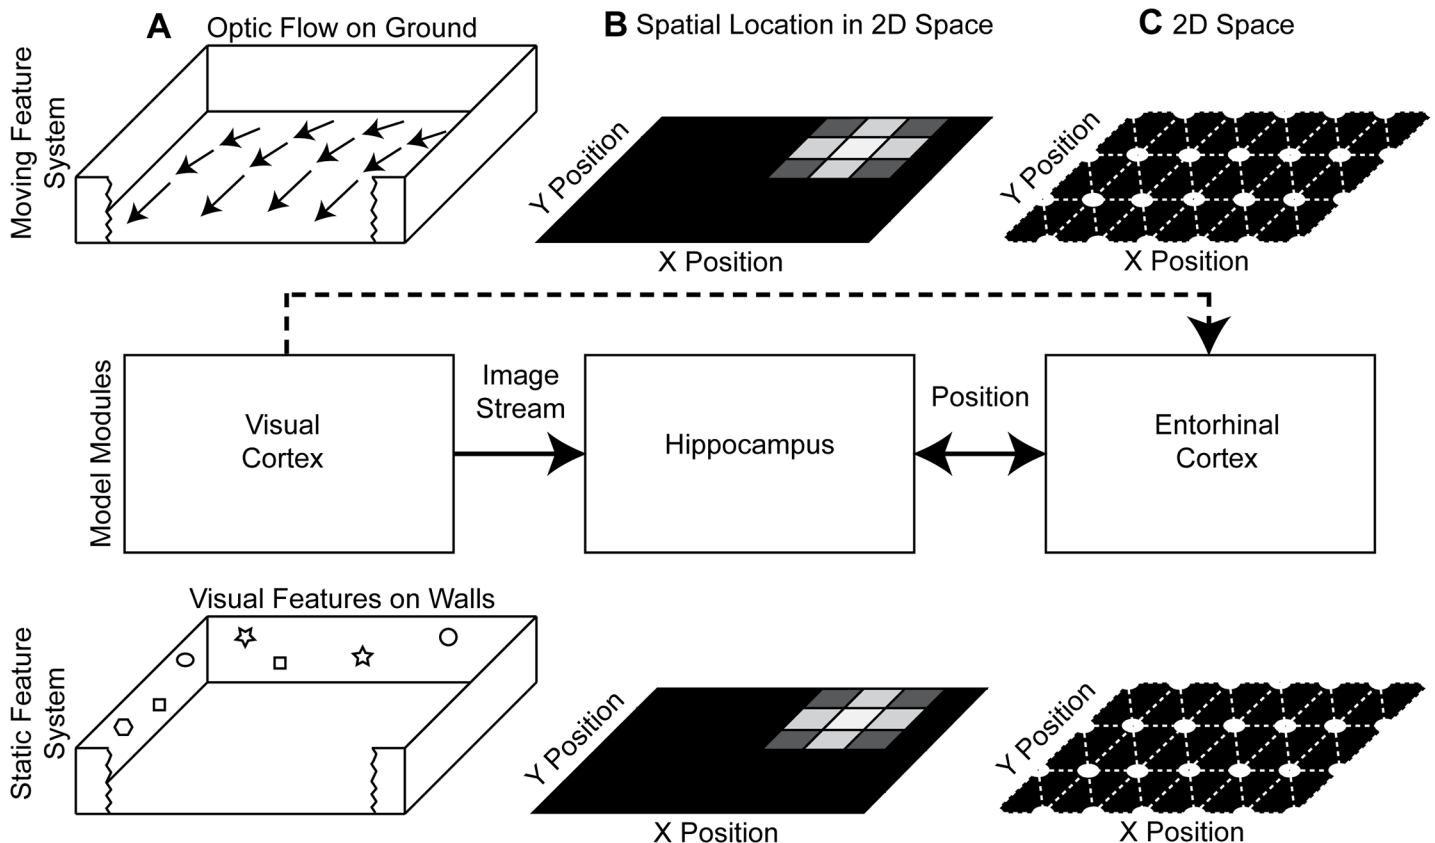 A Optic Flow on Ground
B Spatial Location in 2D Space
C 2D Space
Moving Feature
System
Y Position
X Position
Y Position
X Position
Model Modules
Visual
Cortex
Image
Stream
Hippocampus
Position
Entorhinal
Cortex
Visual Features on Walls
Static Feature
System
Y Position
X Position
Y Position
X Position